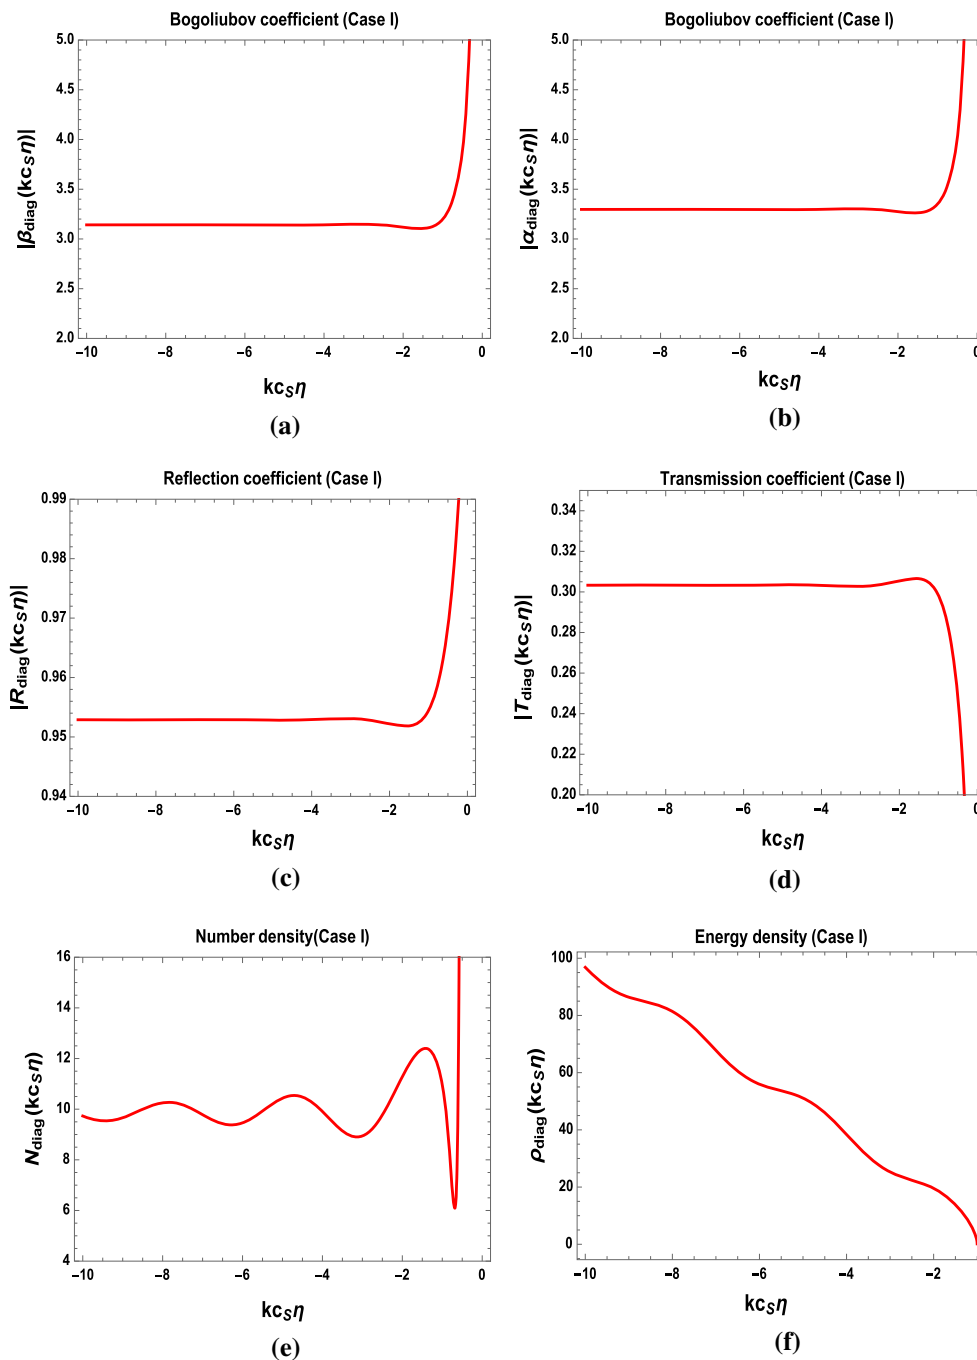 Bogoliubov coefficient (Case I)
|βdiag(kcSη)|
5.0
4.5
4.0
3.5
3.0
2.5
2.0
−10 −8 −6 −4 −2 0
kcSη
(a)
Bogoliubov coefficient (Case I)
|αdiag(kcSη)|
5.0
4.5
4.0
3.5
3.0
2.5
2.0
−10 −8 −6 −4 −2 0
kcSη
(b)
Reflection coefficient (Case I)
|Rdiag(kcSη)|
0.99
0.98
0.97
0.96
0.95
0.94
−10 −8 −6 −4 −2 0
kcSη
(c)
Transmission coefficient (Case I)
|Tdiag(kcSη)|
0.34
0.32
0.30
0.28
0.26
0.24
0.22
0.20
−10 −8 −6 −4 −2 0
kcSη
(d)
Number density(Case I)
Ndiag(kcSη)
16
14
12
10
8
6
4
−10 −8 −6 −4 −2 0
kcSη
(e)
Energy density (Case I)
ρdiag(kcSη)
100
80
60
40
20
0
−10 −8 −6 −4 −2
kcSη
(f)